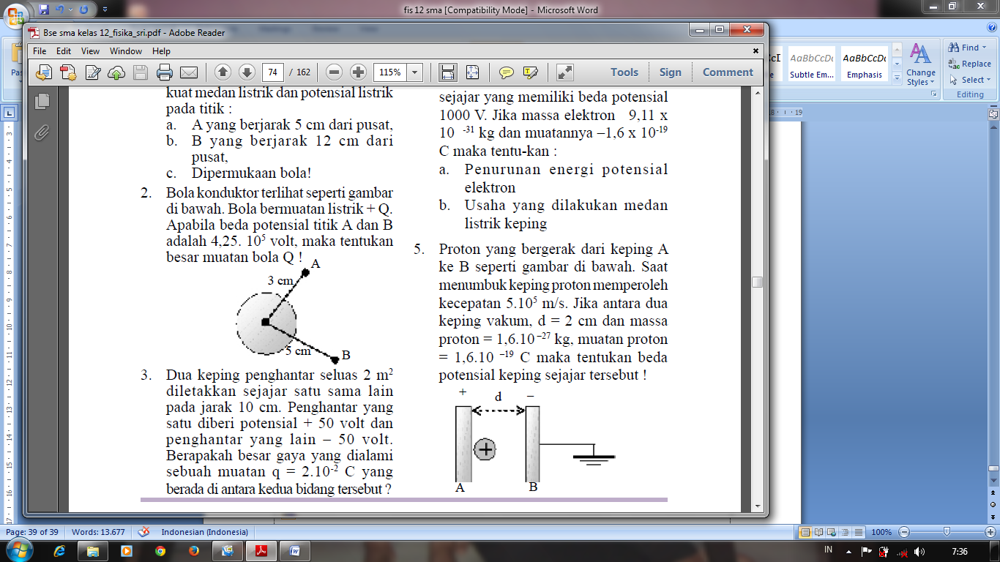 fis 12 sma [Compatibility Mode] - Microsoft Word
Bse sma kelas 12_fisika_sri.pdf - Adobe Reader
File Edit View Window Help
74 / 162 115% Tools Sign Comment
AaBbCcDc AaBbCcDc
Subtle Em... Emphasis
Change Styles
Find
Replace
Select
Editing
kuat medan listrik dan potensial listrik
pada titik :
a. A yang berjarak 5 cm dari pusat,
b. B yang berjarak 12 cm dari
pusat,
c. Dipermukaan bola!
2. Bola konduktor terlihat seperti gambar
di bawah. Bola bermuatan listrik + Q.
Apabila beda potensial titik A dan B
adalah 4,25. 10⁵ volt, maka tentukan
besar muatan bola Q !
A
3 cm
5 cm
B
3. Dua keping penghantar seluas 2 m²
diletakkan sejajar satu sama lain
pada jarak 10 cm. Penghantar yang
satu diberi potensial + 50 volt dan
penghantar yang lain – 50 volt.
Berapakah besar gaya yang dialami
sebuah muatan q = 2.10⁻² C yang
berada di antara kedua bidang tersebut ?
sejajar yang memiliki beda potensial
1000 V. Jika massa elektron 9,11 x
10 ⁻³¹ kg dan muatannya –1,6 x 10⁻¹⁹
C maka tentu-kan :
a. Penurunan energi potensial
elektron
b. Usaha yang dilakukan medan
listrik keping
5. Proton yang bergerak dari keping A
ke B seperti gambar di bawah. Saat
menumbuk keping proton memperoleh
kecepatan 5.10⁵ m/s. Jika antara dua
keping vakum, d = 2 cm dan massa
proton = 1,6.10⁻²⁷ kg, muatan proton
= 1,6.10 ⁻¹⁹ C maka tentukan beda
potensial keping sejajar tersebut !
+ d –
+
A B
Page: 39 of 39 Words: 13.677 Indonesian (Indonesia) 100%
IN 7:36